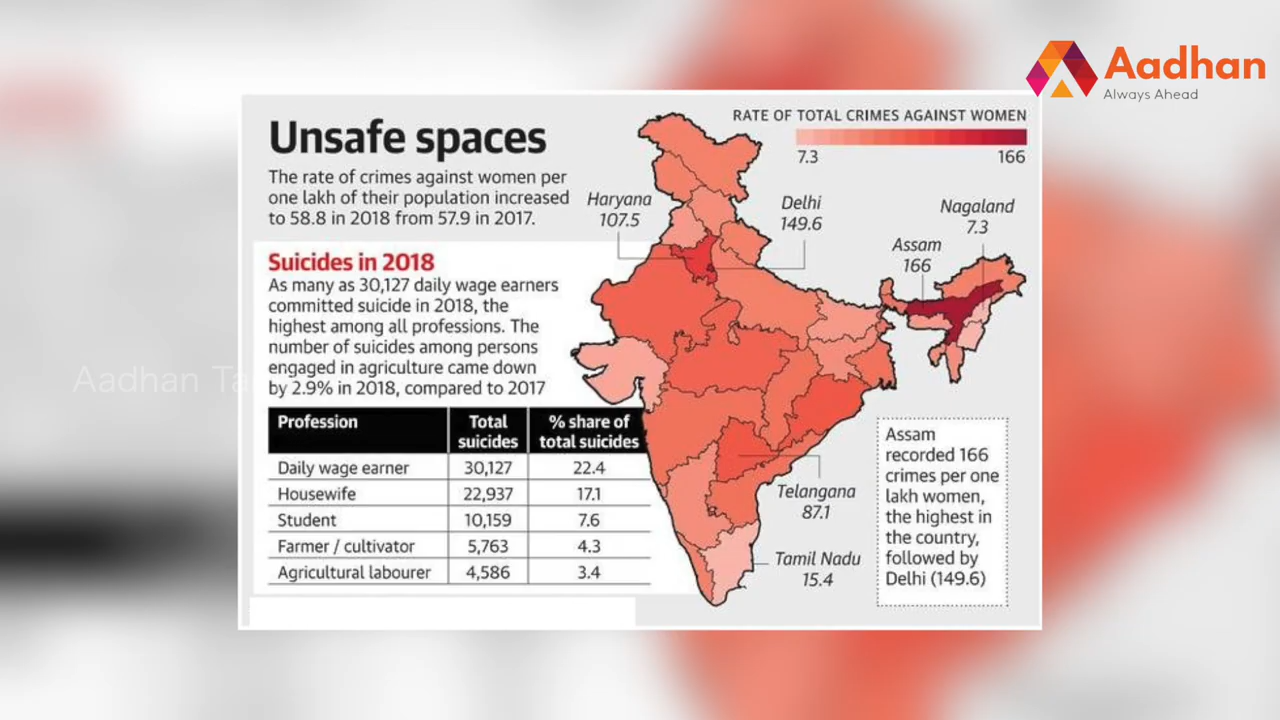 Aadhan
Always Ahead
Unsafe spaces
The rate of crimes against women per
one lakh of their population increased
to 58.8 in 2018 from 57.9 in 2017.
Suicides in 2018
As many as 30,127 daily wage earners
committed suicide in 2018, the
highest among all professions. The
number of suicides among persons
engaged in agriculture came down
by 2.9% in 2018, compared to 2017
Profession Total suicides % share of total suicides
Daily wage earner 30,127 22.4
Housewife 22,937 17.1
Student 10,159 7.6
Farmer / cultivator 5,763 4.3
Agricultural labourer 4,586 3.4
RATE OF TOTAL CRIMES AGAINST WOMEN
7.3 166
Haryana
107.5
Delhi
149.6
Nagaland
7.3
Assam
166
Telangana
87.1
Tamil Nadu
15.4
Assam
recorded 166
crimes per one
lakh women,
the highest in
the country,
followed by
Delhi (149.6)
Aadhan